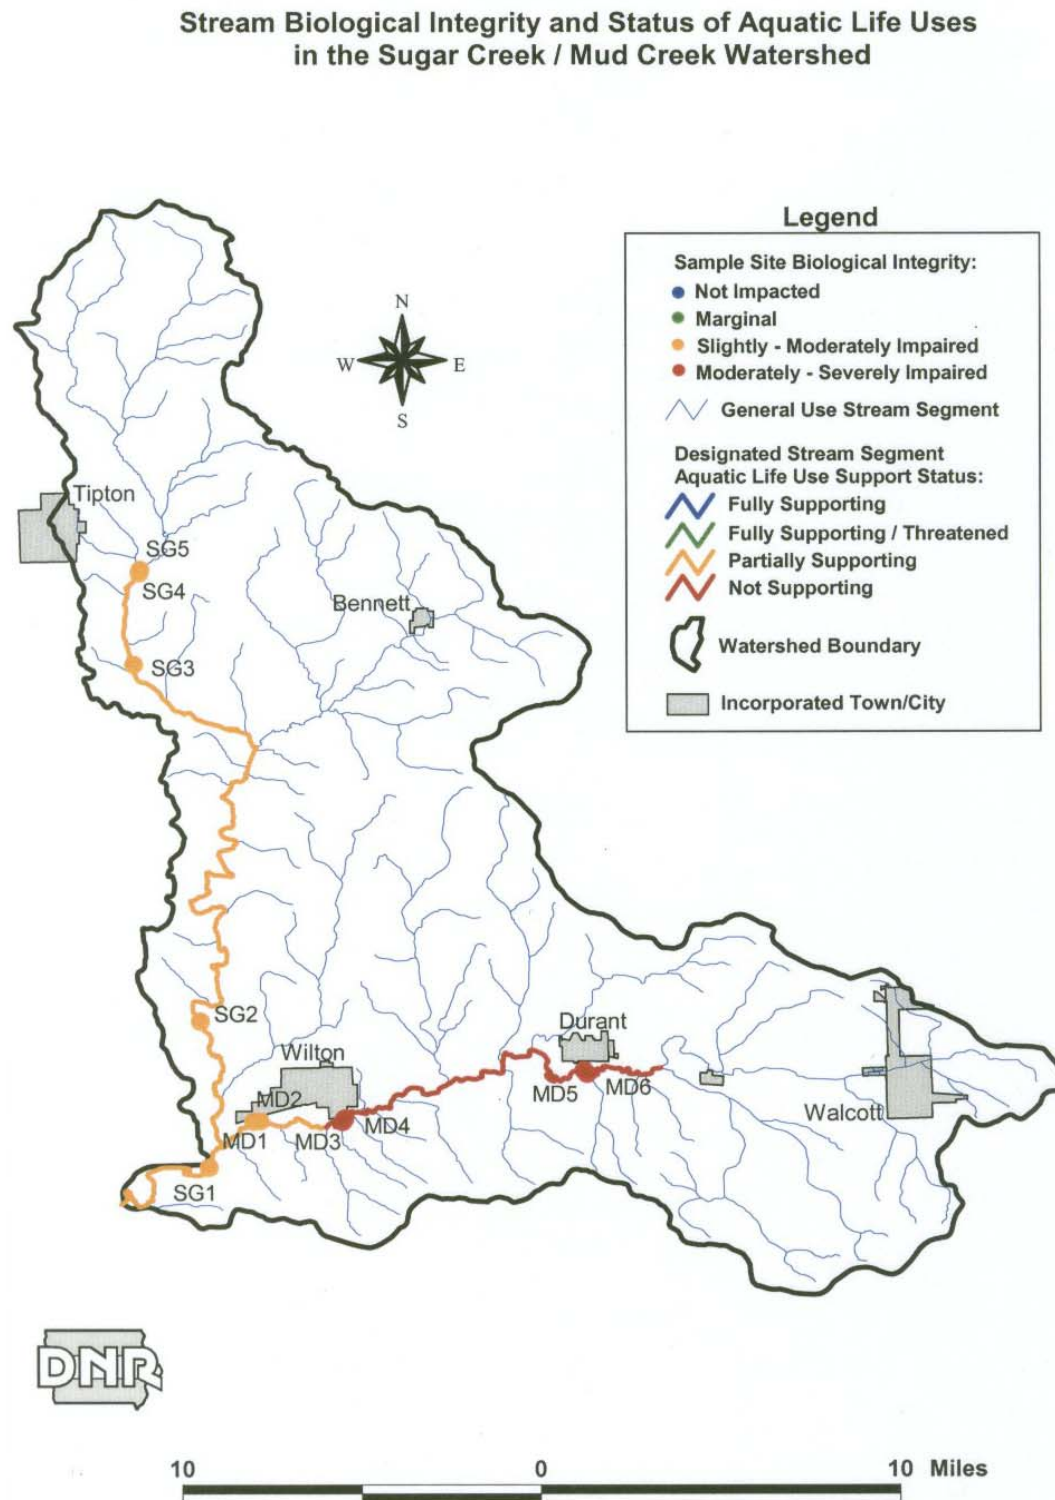 Stream Biological Integrity and Status of Aquatic Life Uses
in the Sugar Creek / Mud Creek Watershed
Legend
Sample Site Biological Integrity:
Not Impacted
Marginal
Slightly - Moderately Impaired
Moderately - Severely Impaired
General Use Stream Segment
Designated Stream Segment
Aquatic Life Use Support Status:
Fully Supporting
Fully Supporting / Threatened
Partially Supporting
Not Supporting
Watershed Boundary
Incorporated Town/City
N
W
E
S
Tipton
SG5
SG4
Bennett
SG3
SG2
Durant
Wilton
MD5
MD6
MD2
Walcott
MD1
MD3
MD4
SG1
DNR
10
0
10 Miles